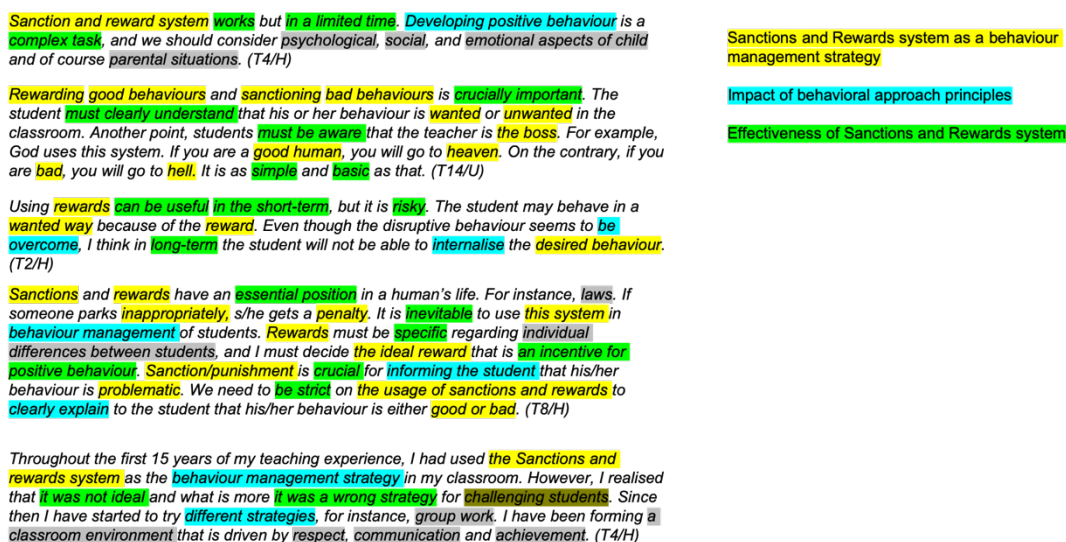 Sanction and reward system works but in a limited time. Developing positive behaviour is a
complex task, and we should consider psychological, social, and emotional aspects of child
and of course parental situations. (T4/H)
Rewarding good behaviours and sanctioning bad behaviours is crucially important. The
student must clearly understand that his or her behaviour is wanted or unwanted in the
classroom. Another point, students must be aware that the teacher is the boss. For example,
God uses this system. If you are a good human, you will go to heaven. On the contrary, if you
are bad, you will go to hell. It is as simple and basic as that. (T14/U)
Using rewards can be useful in the short-term, but it is risky. The student may behave in a
wanted way because of the reward. Even though the disruptive behaviour seems to be
overcome, I think in long-term the student will not be able to internalise the desired behaviour.
(T2/H)
Sanctions and rewards have an essential position in a human's life. For instance, laws. If
someone parks inappropriately, s/he gets a penalty. It is inevitable to use this system in
behaviour management of students. Rewards must be specific regarding individual
differences between students, and I must decide the ideal reward that is an incentive for
positive behaviour. Sanction/punishment is crucial for informing the student that his/her
behaviour is problematic. We need to be strict on the usage of sanctions and rewards to
clearly explain to the student that his/her behaviour is either good or bad. (T8/H)
Throughout the first 15 years of my teaching experience, I had used the Sanctions and
rewards system as the behaviour management strategy in my classroom. However, I realised
that it was not ideal and what is more it was a wrong strategy for challenging students. Since
then I have started to try different strategies, for instance, group work. I have been forming a
classroom environment that is driven by respect, communication and achievement. (T4/H)
Sanctions and Rewards system as a behaviour
management strategy
Impact of behavioral approach principles
Effectiveness of Sanctions and Rewards system